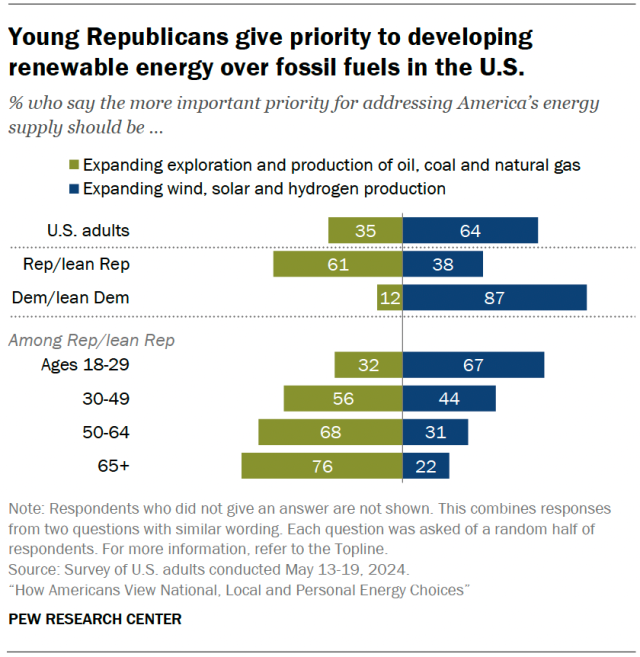 Young Republicans give priority to developing
renewable energy over fossil fuels in the U.S.
% who say the more important priority for addressing America's energy
supply should be ...
Expanding exploration and production of oil, coal and natural gas
Expanding wind, solar and hydrogen production
U.S. adults 35 64
Rep/lean Rep 61 38
Dem/lean Dem 12 87
Among Rep/lean Rep
Ages 18-29 32 67
30-49 56 44
50-64 68 31
65+ 76 22
Note: Respondents who did not give an answer are not shown. This combines responses
from two questions with similar wording. Each question was asked of a random half of
respondents. For more information, refer to the Topline.
Source: Survey of U.S. adults conducted May 13-19, 2024.
"How Americans View National, Local and Personal Energy Choices"
PEW RESEARCH CENTER